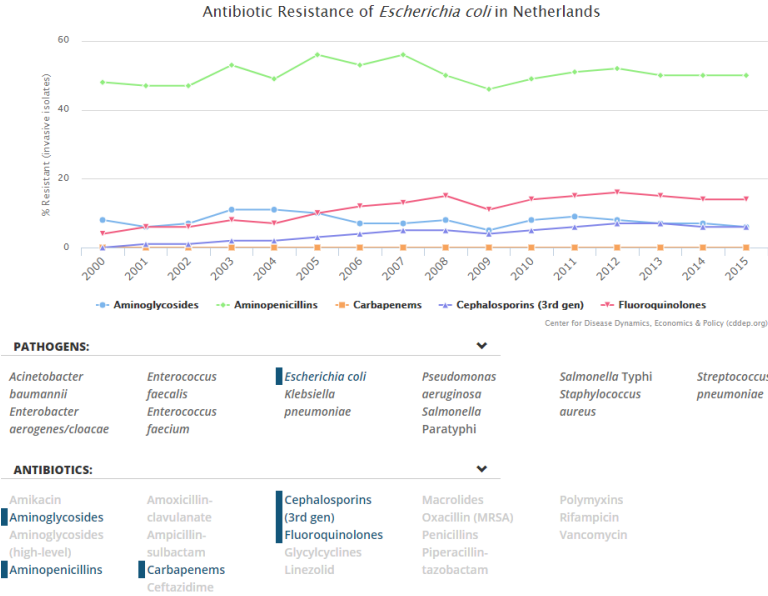 Antibiotic Resistance of Escherichia coli in Netherlands
% Resistant (invasive isolates)
60
40
20
0
2000 2001 2002 2003 2004 2005 2006 2007 2008 2009 2010 2011 2012 2013 2014 2015
Aminoglycosides Aminopenicillins Carbapenems Cephalosporins (3rd gen) Fluoroquinolones
Center for Disease Dynamics, Economics & Policy (cddep.org)
PATHOGENS:
Acinetobacter
baumannii
Enterobacter
aerogenes/cloacae
Enterococcus
faecalis
Enterococcus
faecium
Escherichia coli
Klebsiella
pneumoniae
Pseudomonas
aeruginosa
Salmonella
Paratyphi
Salmonella Typhi
Staphylococcus
aureus
Streptococcus
pneumoniae
ANTIBIOTICS:
Amikacin
Aminoglycosides
Aminoglycosides
(high-level)
Aminopenicillins
Amoxicillin-
clavulanate
Ampicillin-
sulbactam
Carbapenems
Ceftazidime
Cephalosporins
(3rd gen)
Fluoroquinolones
Glycylcyclines
Linezolid
Macrolides
Oxacillin (MRSA)
Penicillins
Piperacillin-
tazobactam
Polymyxins
Rifampicin
Vancomycin